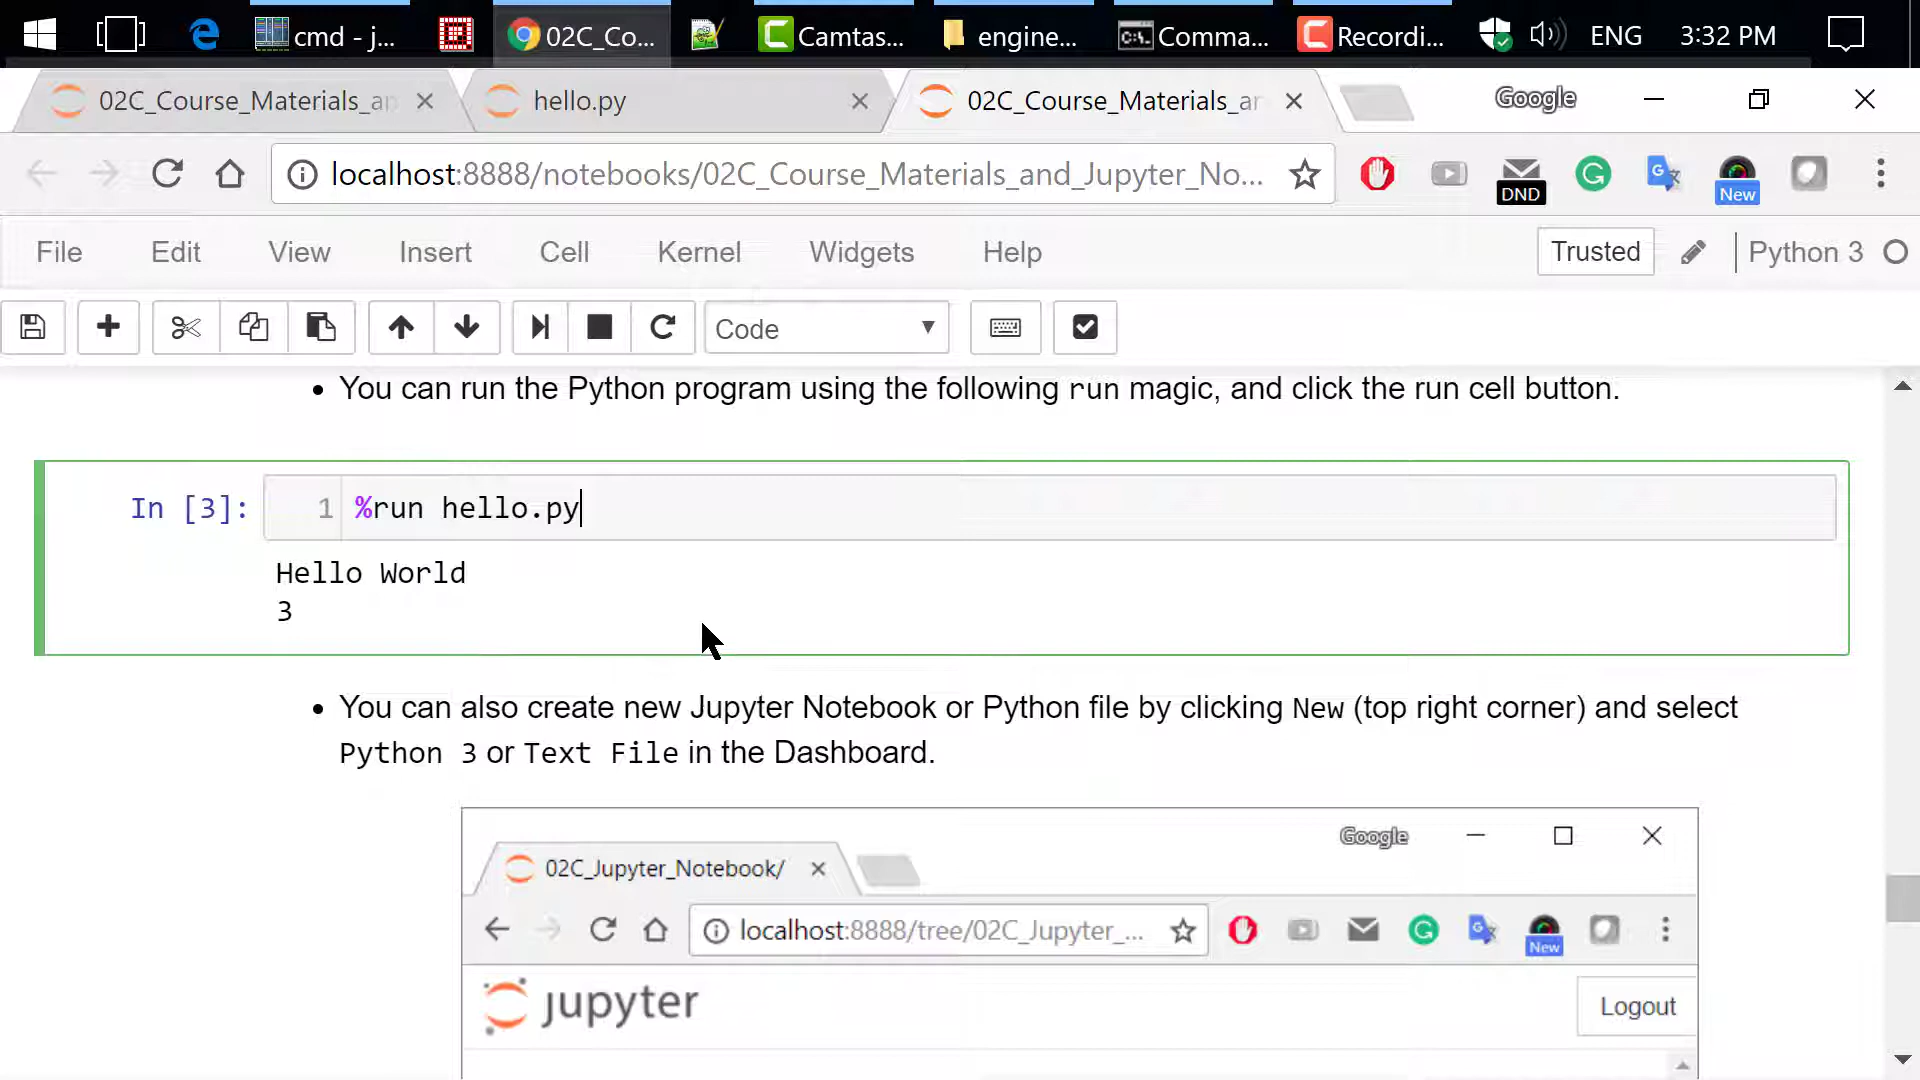 cmd - j...
02C_Co...
Camtas...
engine...
Comma...
Recordi...
ENG
3:32 PM
02C_Course_Materials_an
hello.py
02C_Course_Materials_ar
Google
localhost:8888/notebooks/02C_Course_Materials_and_Jupyter_No...
DND
New
File Edit View Insert Cell Kernel Widgets Help
Trusted
Python 3
Code
• You can run the Python program using the following run magic, and click the run cell button.
In [3]:
1 %run hello.py
Hello World
3
• You can also create new Jupyter Notebook or Python file by clicking New (top right corner) and select
Python 3 or Text File in the Dashboard.
Google
02C_Jupyter_Notebook/
localhost:8888/tree/02C_Jupyter_...
New
jupyter
Logout